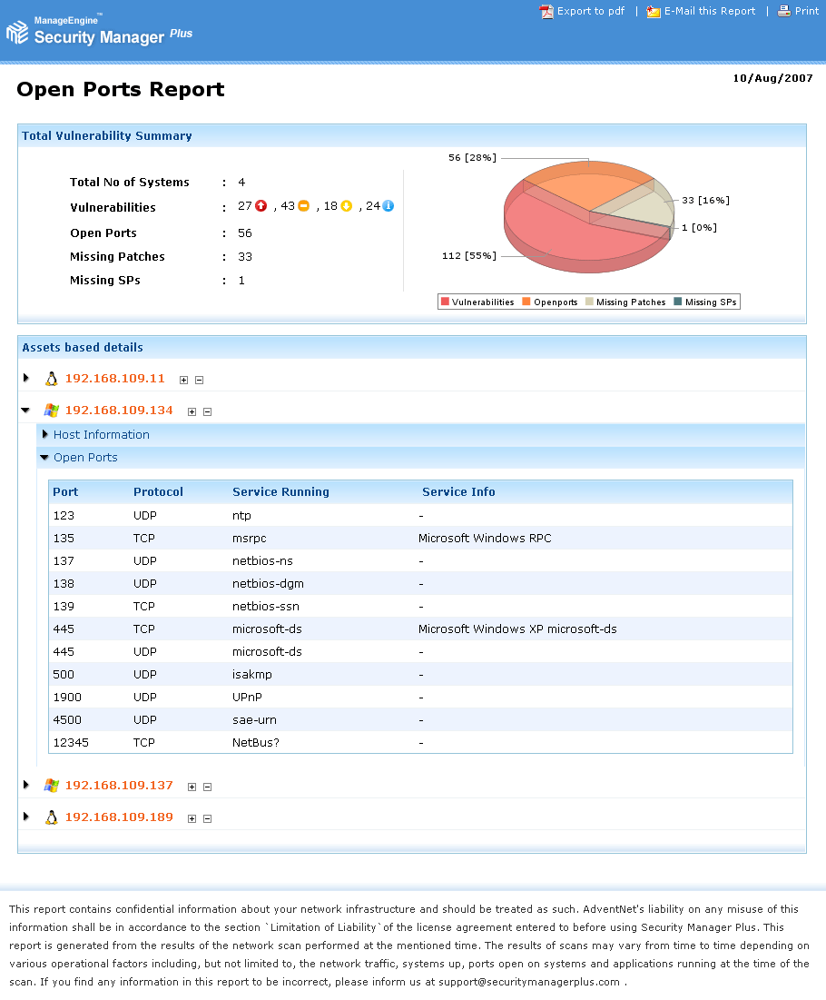 ManageEngine™
Security Manager Plus
Export to pdf | E-Mail this Report | Print
10/Aug/2007
Open Ports Report
Total Vulnerability Summary
Total No of Systems : 4
Vulnerabilities : 27 , 43 , 18 , 24
Open Ports : 56
Missing Patches : 33
Missing SPs : 1
56 [28%]
33 [16%]
1 [0%]
112 [55%]
Vulnerabilities Openports Missing Patches Missing SPs
Assets based details
192.168.109.11
192.168.109.134
Host Information
Open Ports
Port Protocol Service Running Service Info
123 UDP ntp -
135 TCP msrpc Microsoft Windows RPC
137 UDP netbios-ns -
138 UDP netbios-dgm -
139 TCP netbios-ssn -
445 TCP microsoft-ds Microsoft Windows XP microsoft-ds
445 UDP microsoft-ds -
500 UDP isakmp -
1900 UDP UPnP -
4500 UDP sae-urn -
12345 TCP NetBus? -
192.168.109.137
192.168.109.189
This report contains confidential information about your network infrastructure and should be treated as such. AdventNet's liability on any misuse of this
information shall be in accordance to the section `Limitation of Liability`of the license agreement entered to before using Security Manager Plus. This
report is generated from the results of the network scan performed at the mentioned time. The results of scans may vary from time to time depending on
various operational factors including, but not limited to, the network traffic, systems up, ports open on systems and applications running at the time of the
scan. If you find any information in this report to be incorrect, please inform us at support@securitymanagerplus.com .